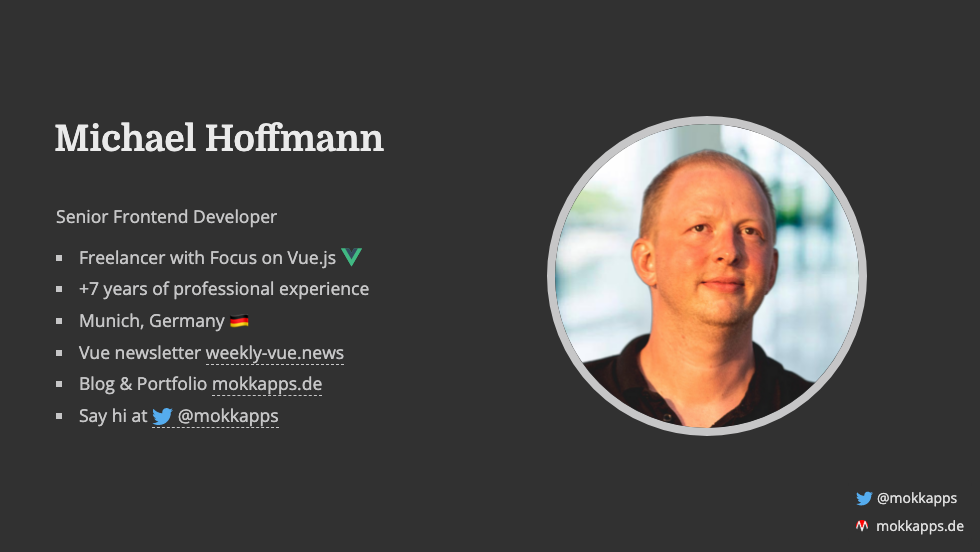 Michael Hoffmann
Senior Frontend Developer
Freelancer with Focus on Vue.js
+7 years of professional experience
Munich, Germany 🇩🇪
Vue newsletter weekly-vue.news
Blog & Portfolio mokkapps.de
Say hi at @mokkapps
@mokkapps
mokkapps.de